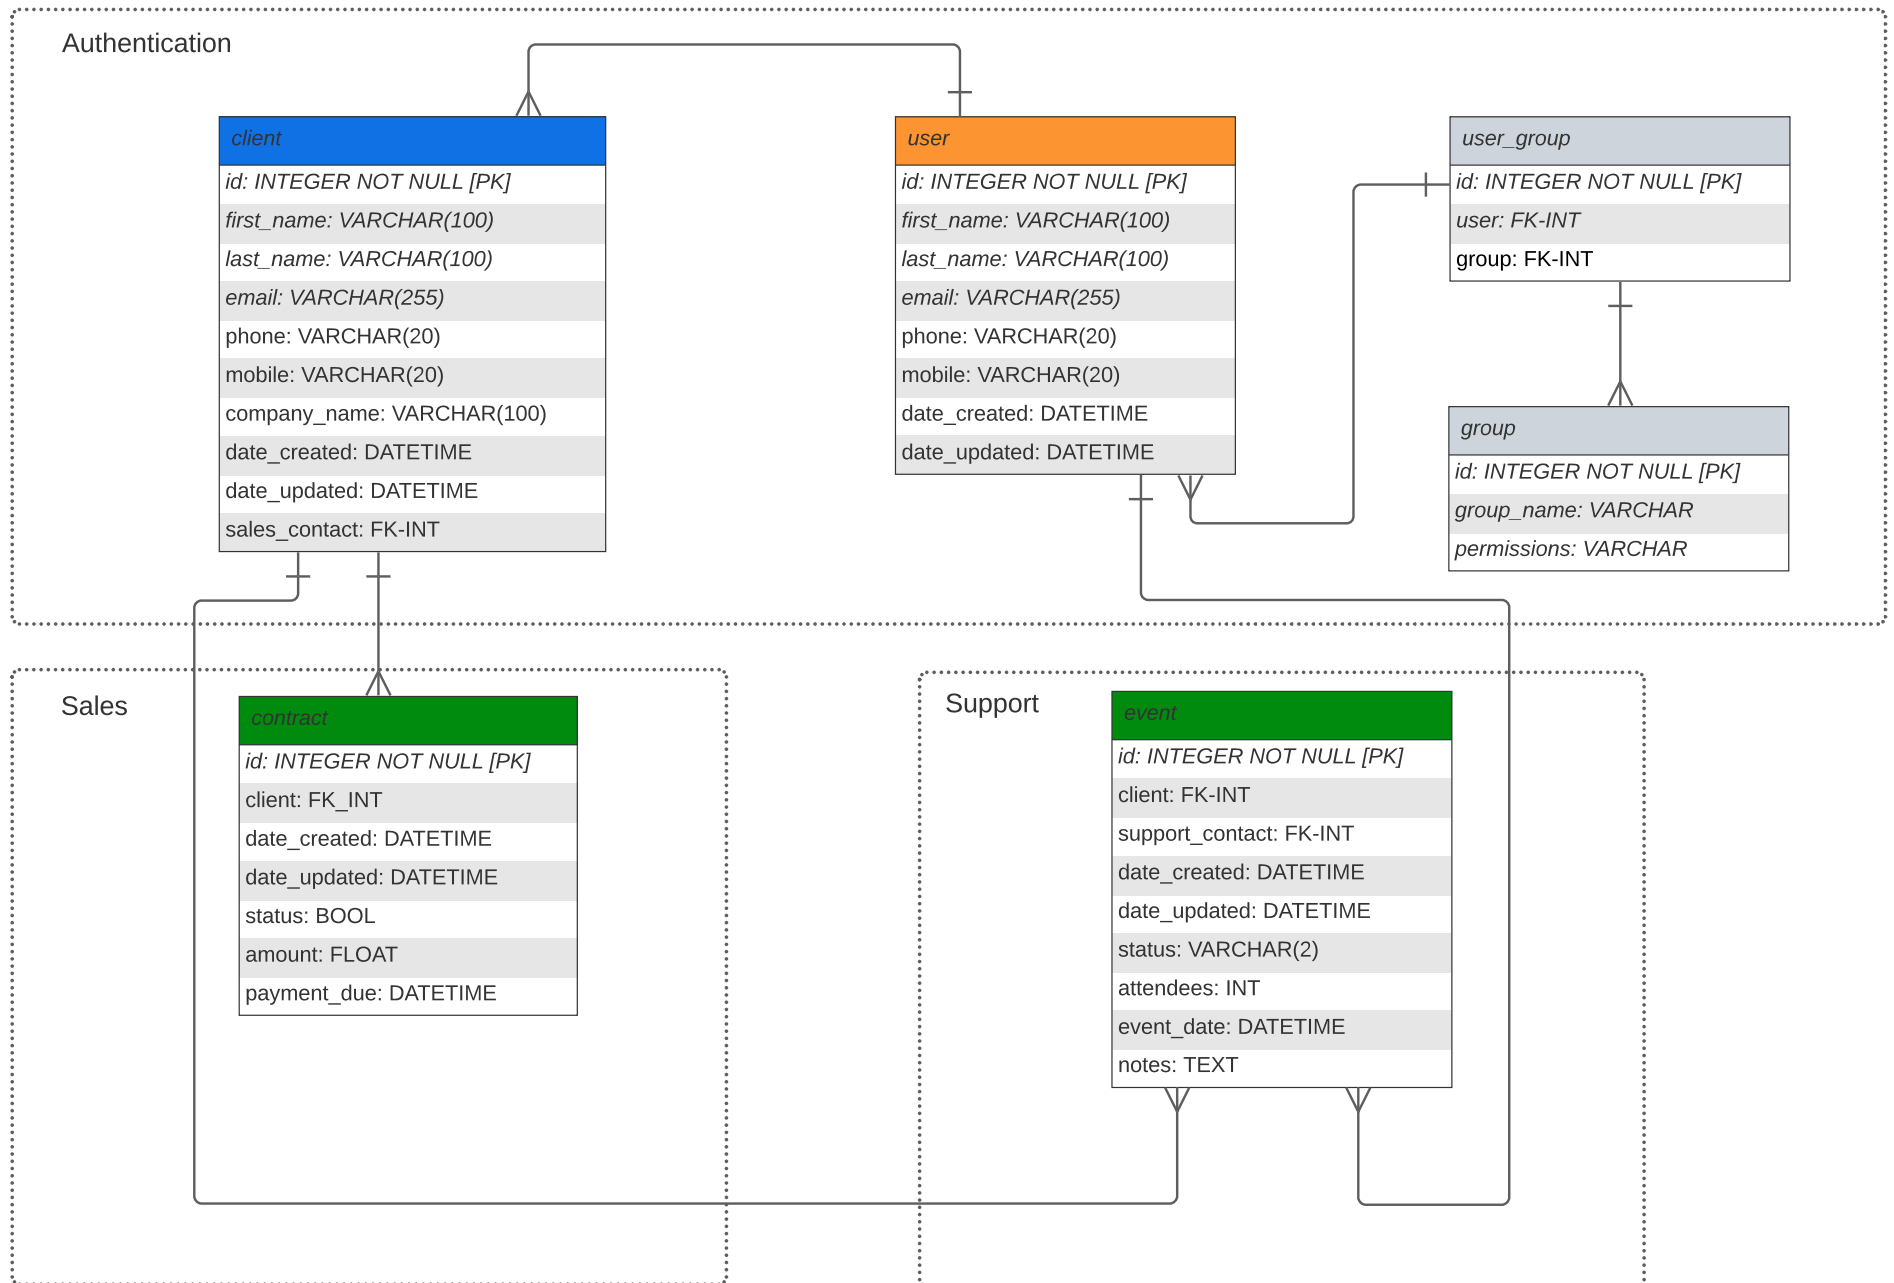 Authentication
client
id: INTEGER NOT NULL [PK]
first_name: VARCHAR(100)
last_name: VARCHAR(100)
email: VARCHAR(255)
phone: VARCHAR(20)
mobile: VARCHAR(20)
company_name: VARCHAR(100)
date_created: DATETIME
date_updated: DATETIME
sales_contact: FK-INT
user
id: INTEGER NOT NULL [PK]
first_name: VARCHAR(100)
last_name: VARCHAR(100)
email: VARCHAR(255)
phone: VARCHAR(20)
mobile: VARCHAR(20)
date_created: DATETIME
date_updated: DATETIME
user_group
id: INTEGER NOT NULL [PK]
user: FK-INT
group: FK-INT
group
id: INTEGER NOT NULL [PK]
group_name: VARCHAR
permissions: VARCHAR
Sales
contract
id: INTEGER NOT NULL [PK]
client: FK_INT
date_created: DATETIME
date_updated: DATETIME
status: BOOL
amount: FLOAT
payment_due: DATETIME
Support
event
id: INTEGER NOT NULL [PK]
client: FK-INT
support_contact: FK-INT
date_created: DATETIME
date_updated: DATETIME
status: VARCHAR(2)
attendees: INT
event_date: DATETIME
notes: TEXT